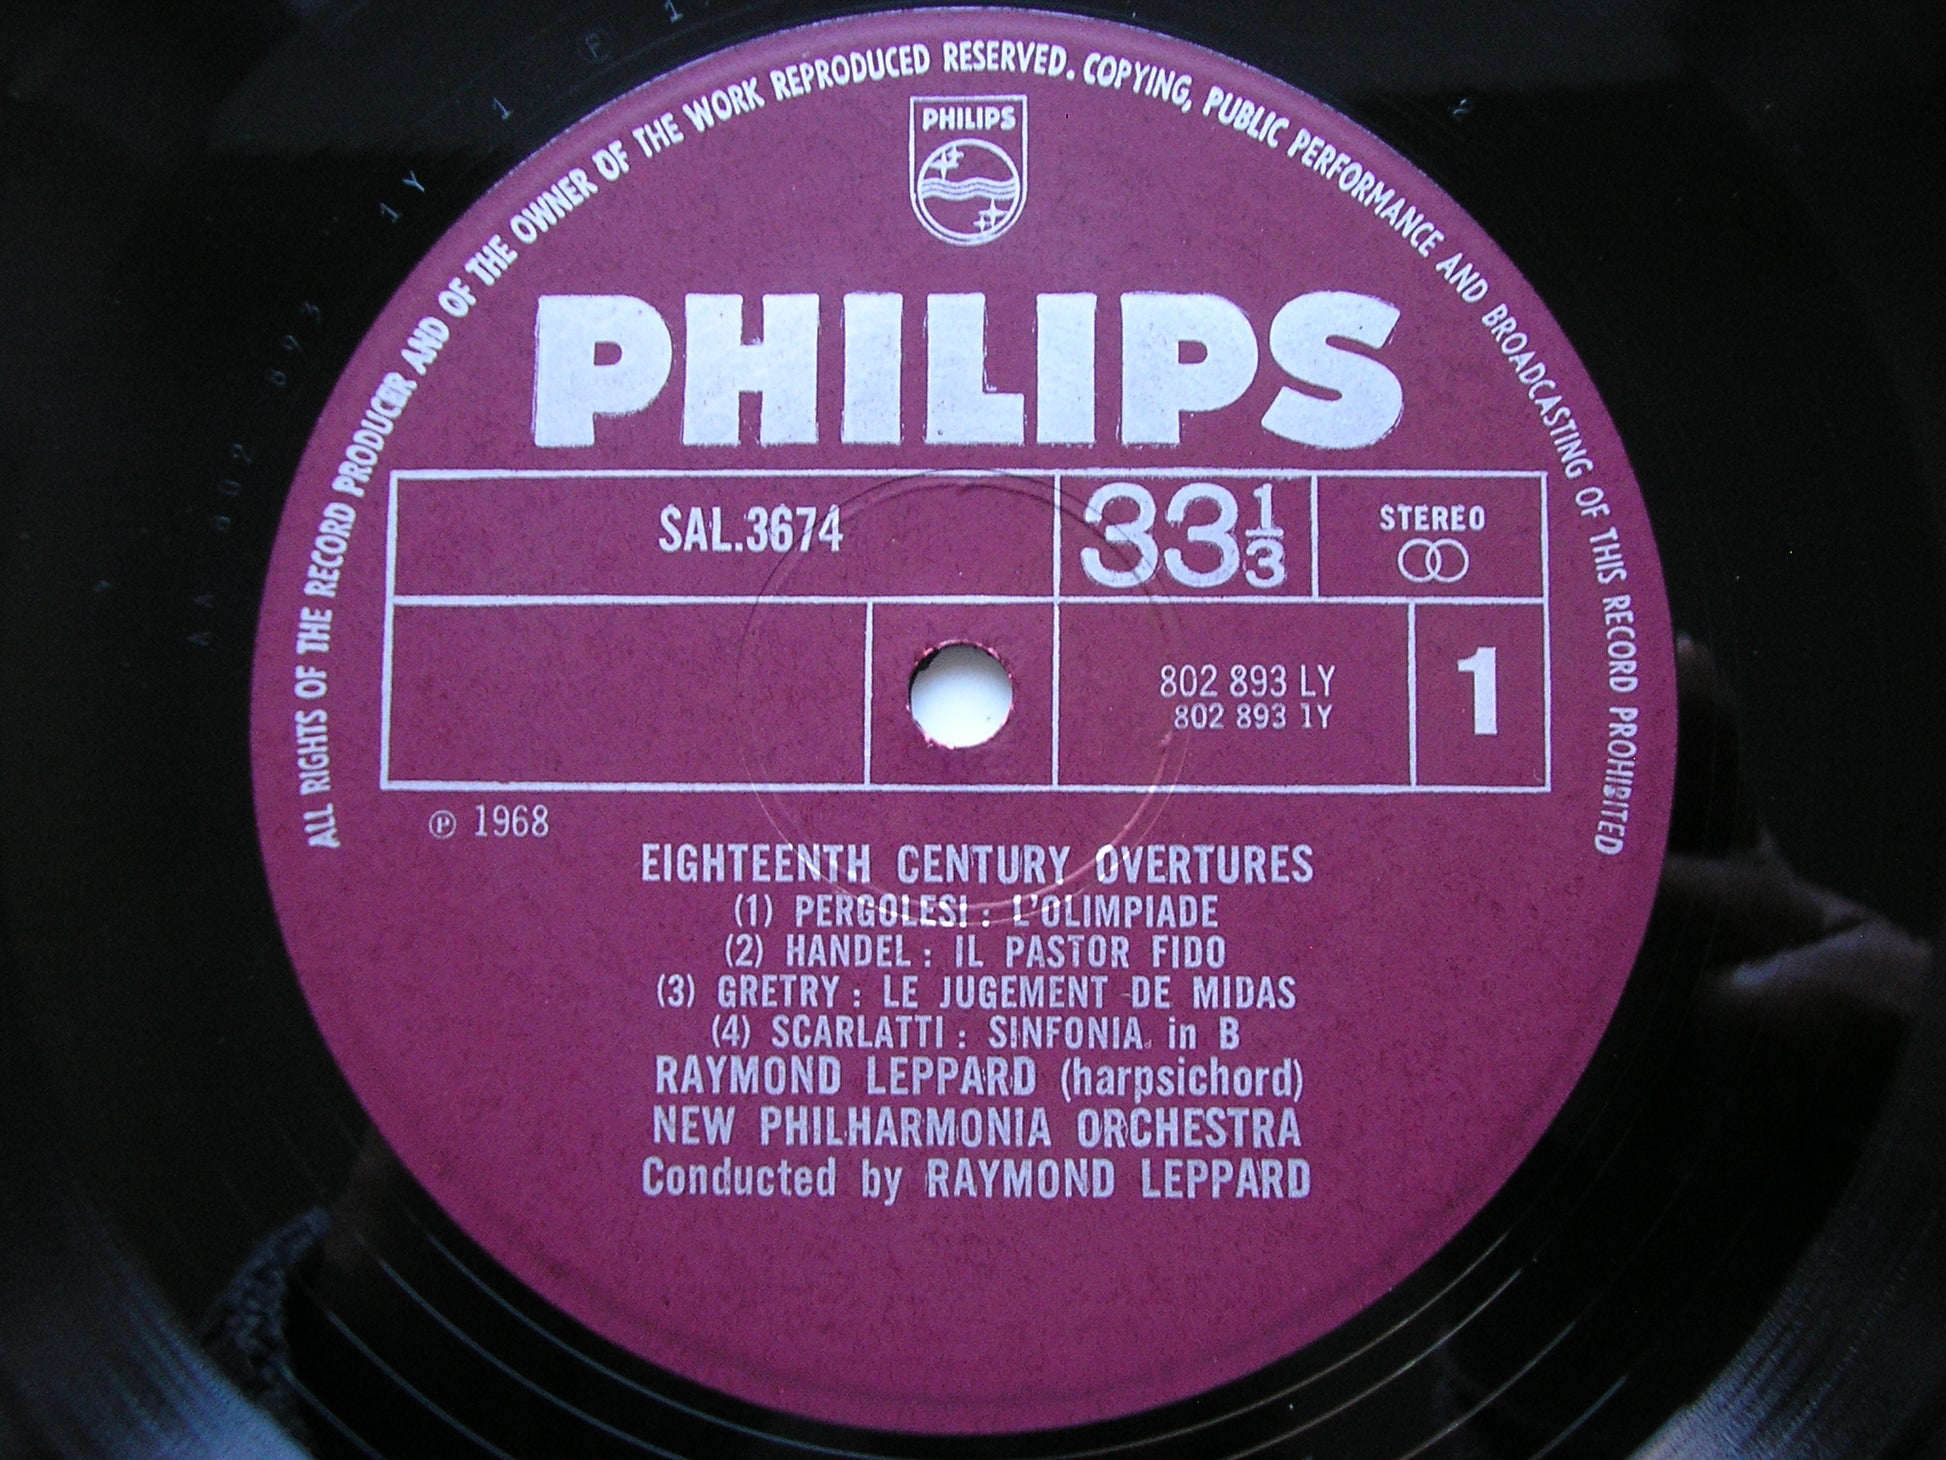 ALL RIGHTS OF THE RECORD PRODUCER AND OF THE OWNER OF THE WORK REPRODUCED RESERVED. COPYING, PUBLIC PERFORMANCE AND BROADCASTING OF THIS RECORD PROHIBITED
PHILIPS
PHILIPS
SAL.3674
33 1/3
STEREO
802 893 LY
802 893 1Y
1
℗ 1968
EIGHTEENTH CENTURY OVERTURES
(1) PERGOLESI : L'OLIMPIADE
(2) HANDEL : IL PASTOR FIDO
(3) GRETRY : LE JUGEMENT DE MIDAS
(4) SCARLATTI : SINFONIA in B
RAYMOND LEPPARD (harpsichord)
NEW PHILHARMONIA ORCHESTRA
Conducted by RAYMOND LEPPARD